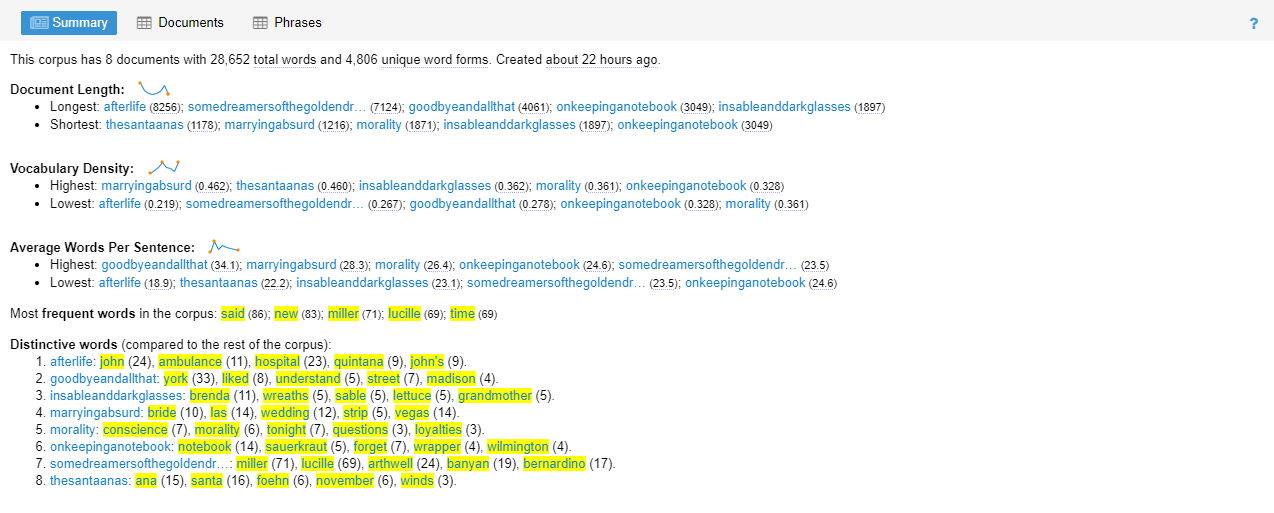 Summary Documents Phrases ?
This corpus has 8 documents with 28,652 total words and 4,806 unique word forms. Created about 22 hours ago.
Document Length:
• Longest: afterlife (8256); somedreamersofthegoldendr… (7124); goodbyeandallthat (4061); onkeepinganotebook (3049); insableanddarkglasses (1897)
• Shortest: thesantaanas (1178); marryingabsurd (1216); morality (1871); insableanddarkglasses (1897); onkeepinganotebook (3049)
Vocabulary Density:
• Highest: marryingabsurd (0.462); thesantaanas (0.460); insableanddarkglasses (0.362); morality (0.361); onkeepinganotebook (0.328)
• Lowest: afterlife (0.219); somedreamersofthegoldendr… (0.267); goodbyeandallthat (0.278); onkeepinganotebook (0.328); morality (0.361)
Average Words Per Sentence:
• Highest: goodbyeandallthat (34.1); marryingabsurd (28.3); morality (26.4); onkeepinganotebook (24.6); somedreamersofthegoldendr… (23.5)
• Lowest: afterlife (18.9); thesantaanas (22.2); insableanddarkglasses (23.1); somedreamersofthegoldendr… (23.5); onkeepinganotebook (24.6)
Most frequent words in the corpus: said (86); new (83); miller (71); lucille (69); time (69)
Distinctive words (compared to the rest of the corpus):
1. afterlife: john (24), ambulance (11), hospital (23), quintana (9), john's (9).
2. goodbyeandallthat: york (33), liked (8), understand (5), street (7), madison (4).
3. insableanddarkglasses: brenda (11), wreaths (5), sable (5), lettuce (5), grandmother (5).
4. marryingabsurd: bride (10), las (14), wedding (12), strip (5), vegas (14).
5. morality: conscience (7), morality (6), tonight (7), questions (3), loyalties (3).
6. onkeepinganotebook: notebook (14), sauerkraut (5), forget (7), wrapper (4), wilmington (4).
7. somedreamersofthegoldendr…: miller (71), lucille (69), arthwell (24), banyan (19), bernardino (17).
8. thesantaanas: ana (15), santa (16), foehn (6), november (6), winds (3).